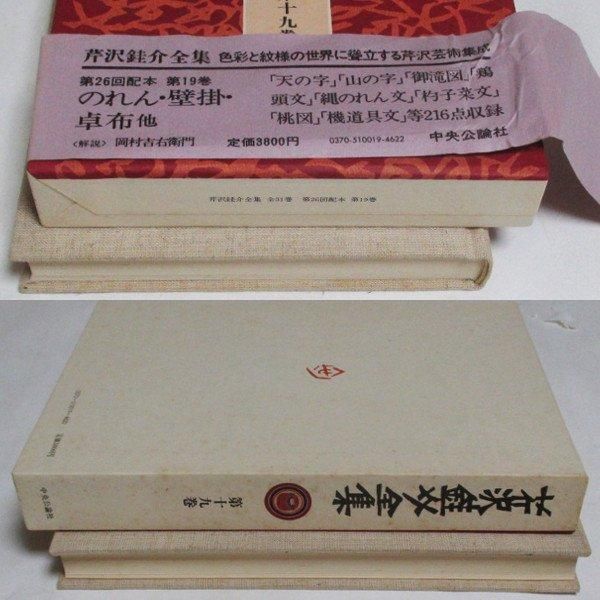 十九巻
芹沢銈介全集 色彩と紋様の世界に聳立する芹沢芸術集成
第26回配本 第19巻
のれん・壁掛・
卓布他
〈解説〉岡村吉右衛門
定価3800円
「天の字」「山の字」「御滝図」「鶏
頭文」「縄のれん文」「杓子菜文」
「桃図」「機道具文」等216点収録
0370-510019-4622
中央公論社
芹沢銈介全集 全31巻 第26回配本 第19巻
芹沢銈介全集
第十九巻
中央公論社